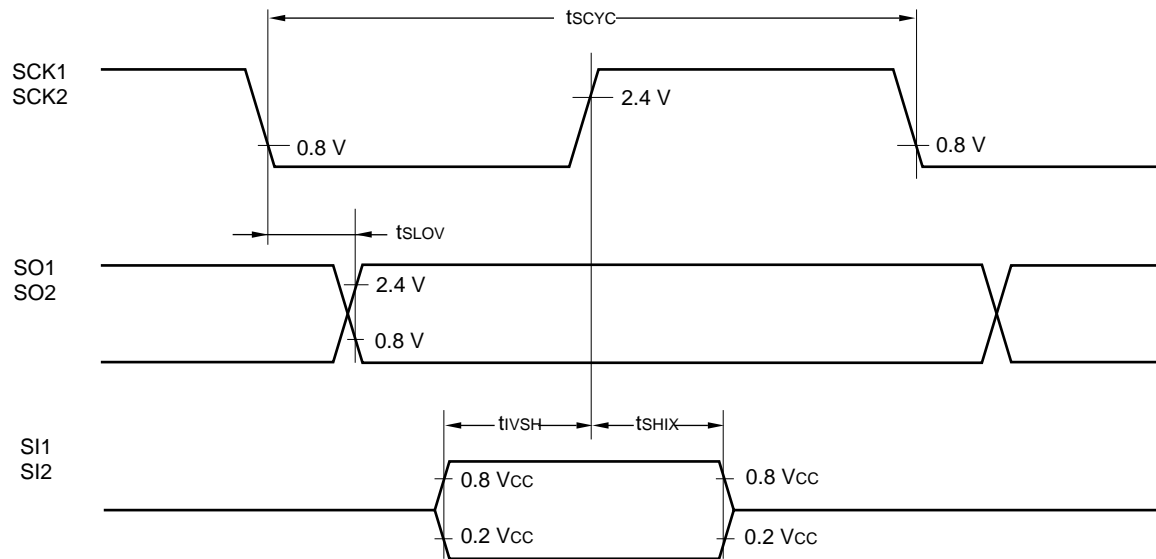 tSCYC
SCK1
SCK2
2.4 V
0.8 V
0.8 V
tSLOV
SO1
SO2
2.4 V
0.8 V
tIVSH
tSHIX
SI1
SI2
0.8 VCC
0.8 VCC
0.2 VCC
0.2 VCC